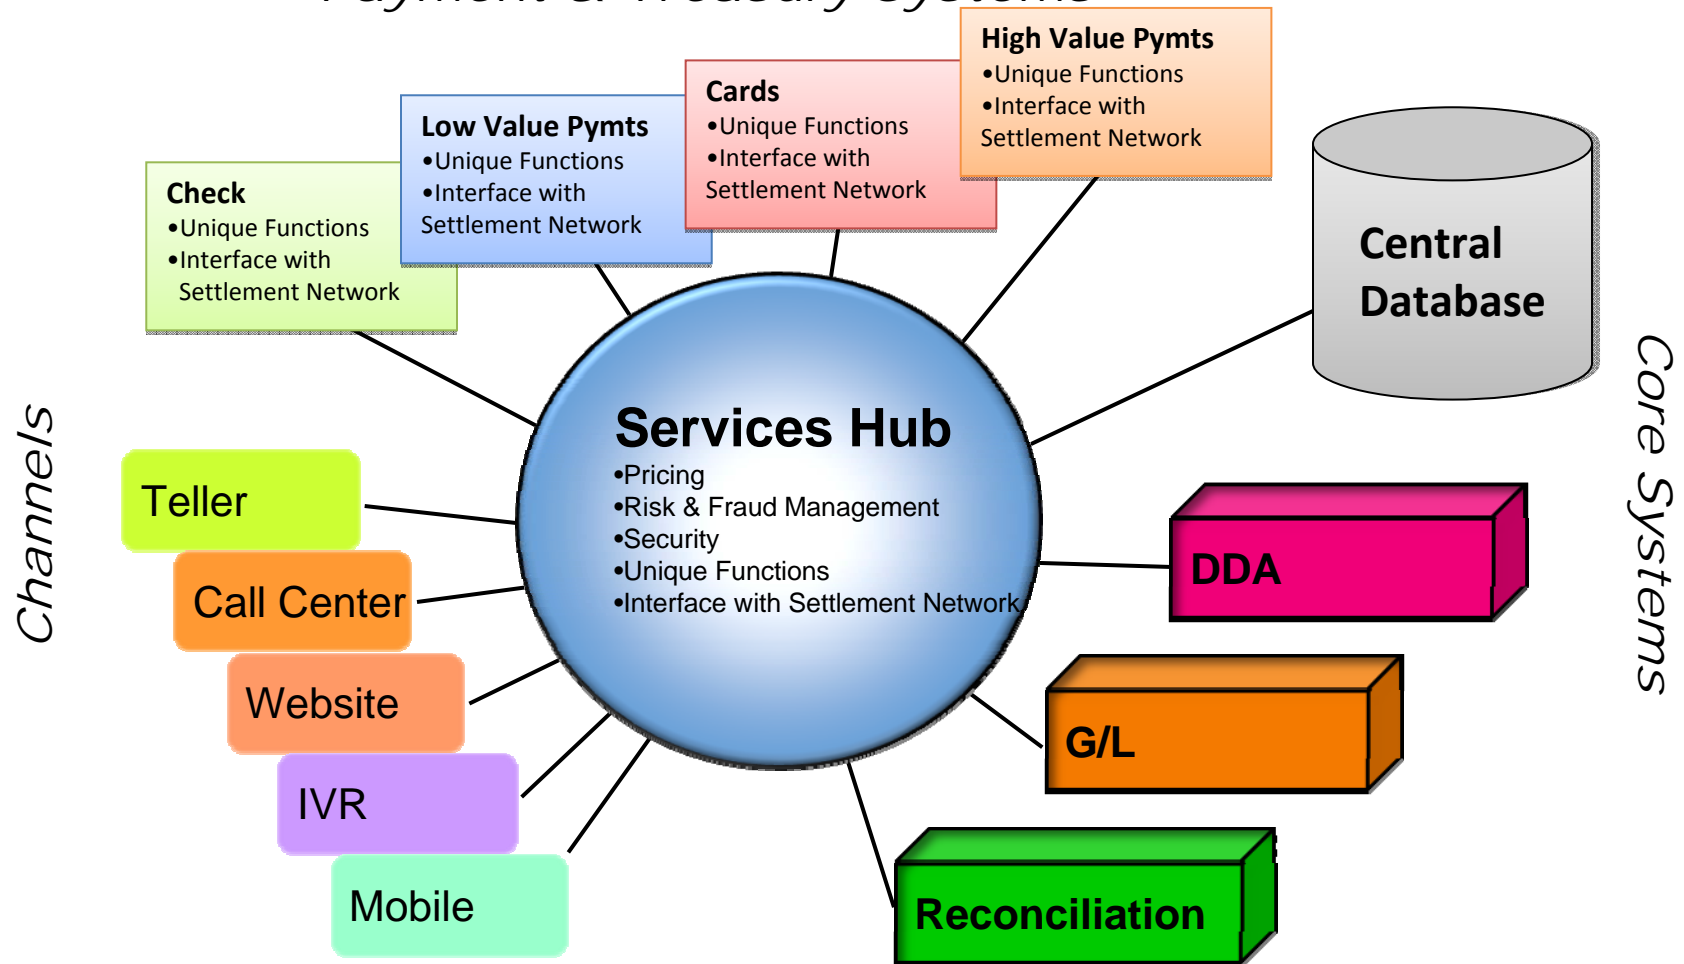 Payment & Treasury Systems
High Value Pymts
•Unique Functions
•Interface with
Settlement Network
Cards
•Unique Functions
•Interface with
Settlement Network
Low Value Pymts
•Unique Functions
•Interface with
Settlement Network
Check
•Unique Functions
•Interface with
Settlement Network
Central
Database
Services Hub
•Pricing
•Risk & Fraud Management
•Security
•Unique Functions
•Interface with Settlement Network
Channels
Teller
Call Center
Website
IVR
Mobile
Core Systems
DDA
G/L
Reconciliation